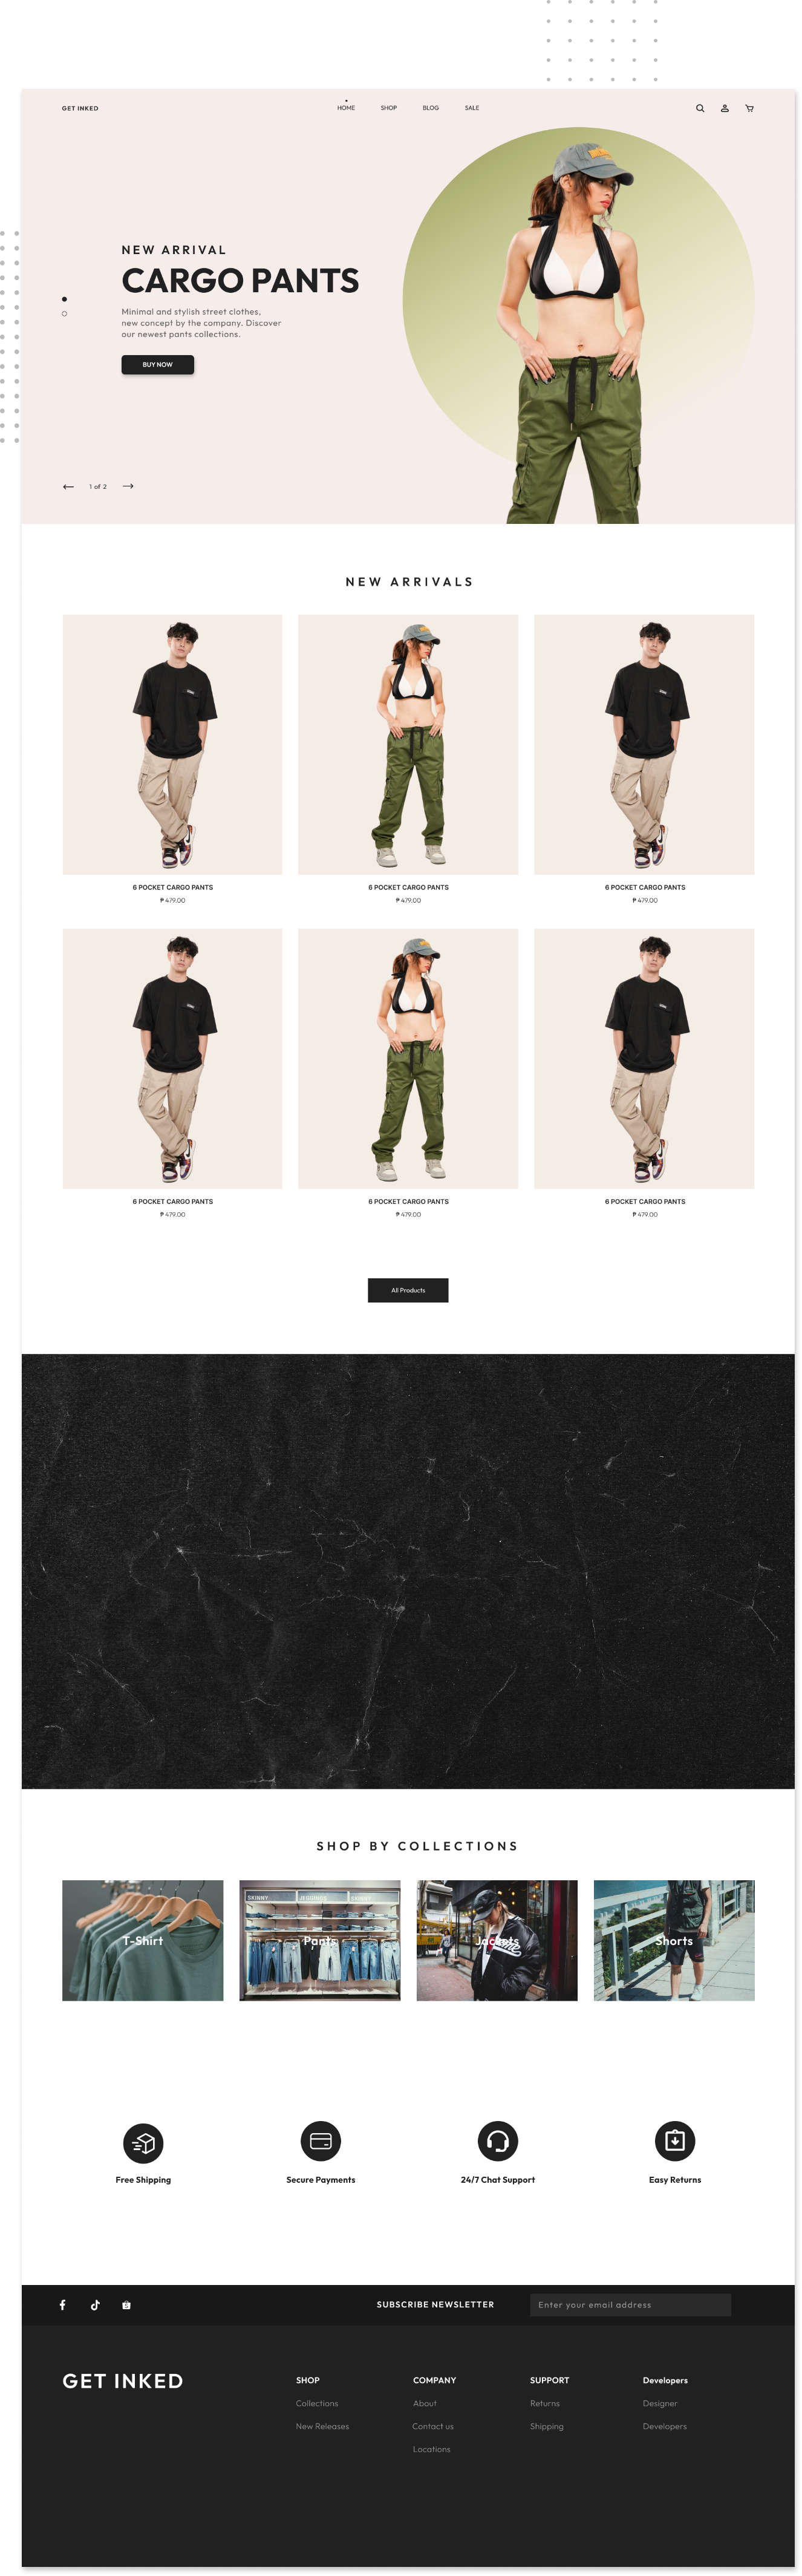 GET INKED
HOME
SHOP
BLOG
SALE
NEW ARRIVAL
CARGO PANTS
Minimal and stylish street clothes,
new concept by the company. Discover
our newest pants collections.
BUY NOW
1 of 2
NEW ARRIVALS
6 POCKET CARGO PANTS
₱ 479.00
6 POCKET CARGO PANTS
₱ 479.00
6 POCKET CARGO PANTS
₱ 479.00
6 POCKET CARGO PANTS
₱ 479.00
6 POCKET CARGO PANTS
₱ 479.00
6 POCKET CARGO PANTS
₱ 479.00
All Products
SHOP BY COLLECTIONS
T-Shirt
SKINNY
JEGGINGS
Pants
Jackets
Shorts
Free Shipping
Secure Payments
24/7 Chat Support
Easy Returns
SUBSCRIBE NEWSLETTER
Enter your email address
GET INKED
SHOP
Collections
New Releases
COMPANY
About
Contact us
Locations
SUPPORT
Returns
Shipping
Developers
Designer
Developers